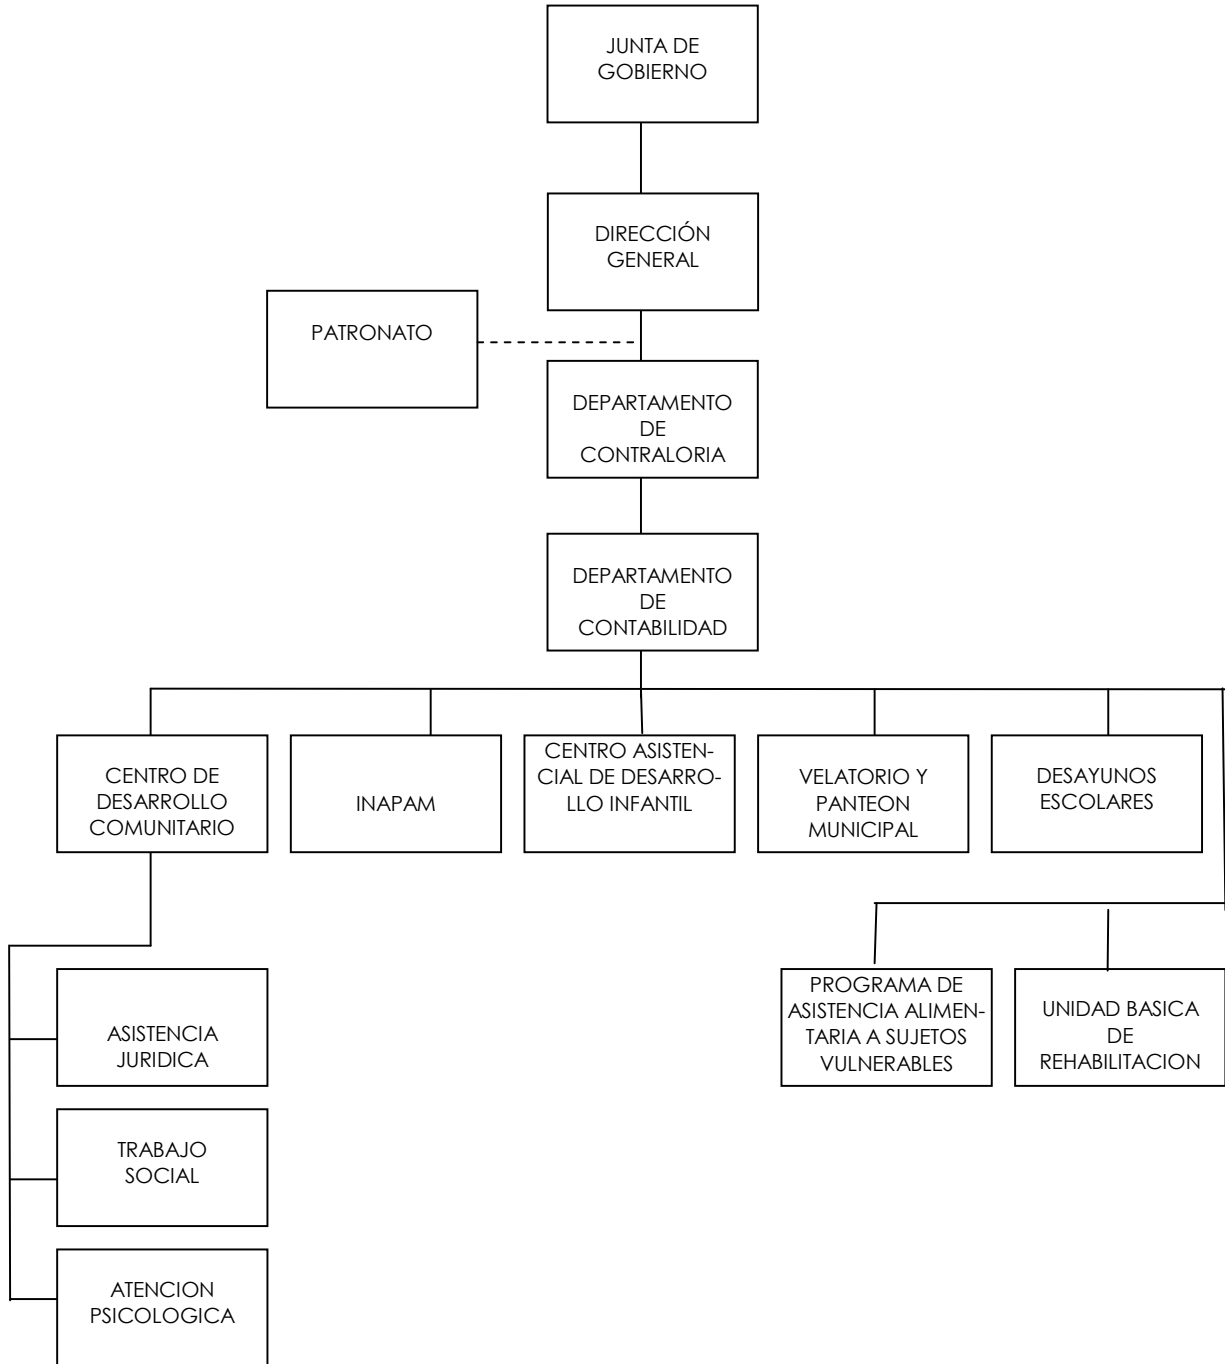 JUNTA DE
GOBIERNO
DIRECCIÓN
GENERAL
PATRONATO
DEPARTAMENTO
DE
CONTRALORIA
DEPARTAMENTO
DE
CONTABILIDAD
CENTRO DE
DESARROLLO
COMUNITARIO
INAPAM
CENTRO ASISTEN-
CIAL DE DESARRO-
LLO INFANTIL
VELATORIO Y
PANTEON
MUNICIPAL
DESAYUNOS
ESCOLARES
PROGRAMA DE
ASISTENCIA ALIMEN-
TARIA A SUJETOS
VULNERABLES
UNIDAD BASICA
DE
REHABILITACION
ASISTENCIA
JURIDICA
TRABAJO
SOCIAL
ATENCION
PSICOLOGICA